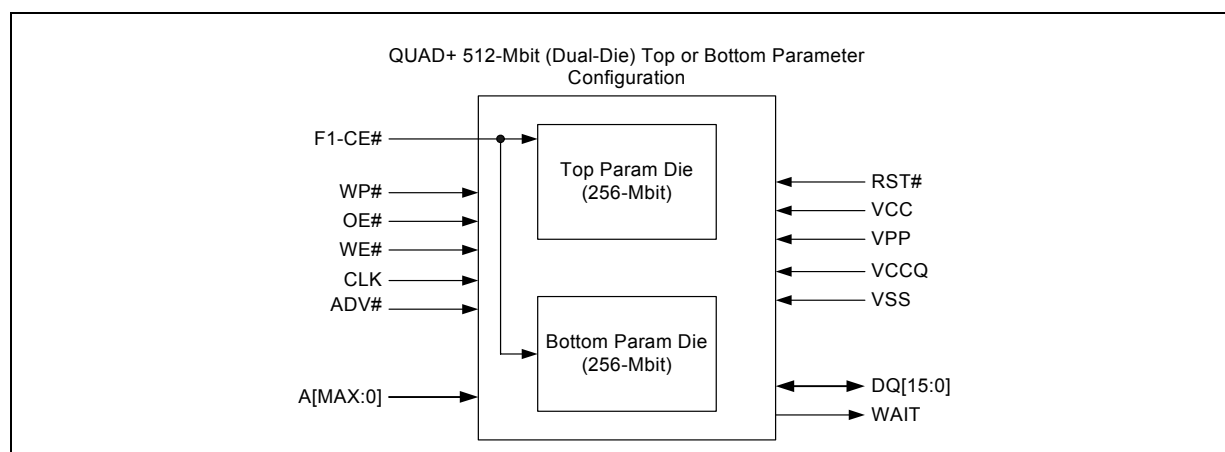 QUAD+ 512-Mbit (Dual-Die) Top or Bottom Parameter
Configuration
F1-CE#
WP#
OE#
WE#
CLK
ADV#
A[MAX:0]
Top Param Die
(256-Mbit)
Bottom Param Die
(256-Mbit)
RST#
VCC
VPP
VCCQ
VSS
DQ[15:0]
WAIT